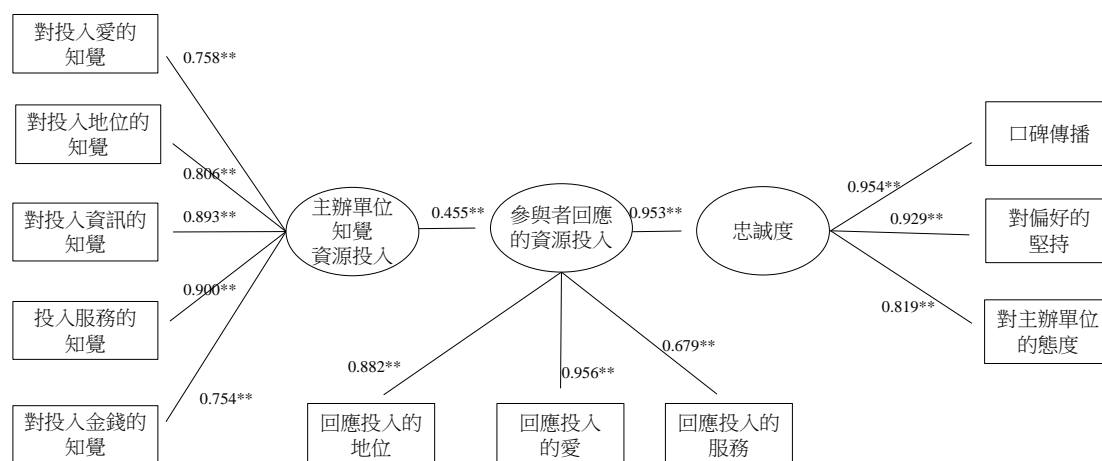 對投入愛的
知覺
0.758**
對投入地位的
知覺
0.806**
對投入資訊的
知覺
0.893**
投入服務的
知覺
0.900**
對投入金錢的
知覺
0.754**
主辦單位
知覺
資源投入
0.455**
參與者回應
的資源投入
0.953**
忠誠度
0.882**
回應投入的
地位
0.956**
回應投入
的愛
0.679**
回應投入的
服務
0.954**
口碑傳播
0.929**
對偏好的
堅持
0.819**
對主辦單位
的態度